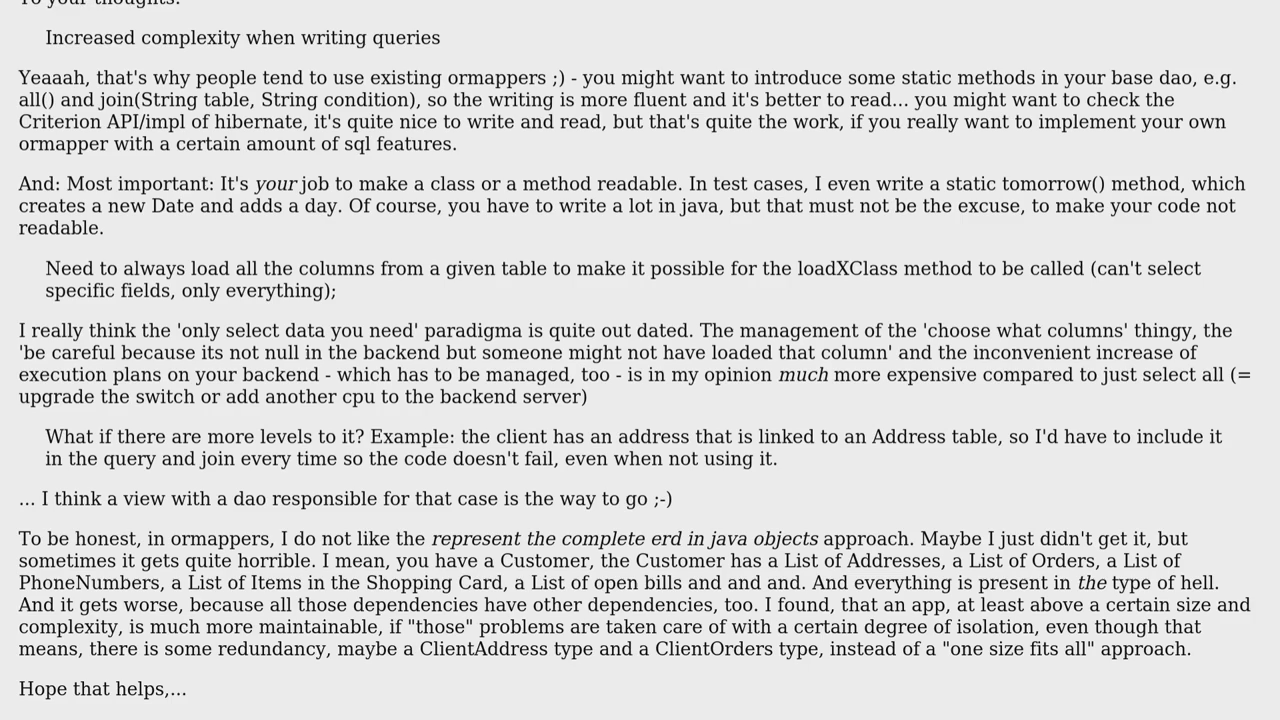 To your thoughts:
Increased complexity when writing queries
Yeaaah, that's why people tend to use existing ormappers ;) - you might want to introduce some static methods in your base dao, e.g.
all() and join(String table, String condition), so the writing is more fluent and it's better to read... you might want to check the
Criterion API/impl of hibernate, it's quite nice to write and read, but that's quite the work, if you really want to implement your own
ormapper with a certain amount of sql features.
And: Most important: It's your job to make a class or a method readable. In test cases, I even write a static tomorrow() method, which
creates a new Date and adds a day. Of course, you have to write a lot in java, but that must not be the excuse, to make your code not
readable.
Need to always load all the columns from a given table to make it possible for the loadXClass method to be called (can't select
specific fields, only everything);
I really think the 'only select data you need' paradigma is quite out dated. The management of the 'choose what columns' thingy, the
'be careful because its not null in the backend but someone might not have loaded that column' and the inconvenient increase of
execution plans on your backend - which has to be managed, too - is in my opinion much more expensive compared to just select all (=
upgrade the switch or add another cpu to the backend server)
What if there are more levels to it? Example: the client has an address that is linked to an Address table, so I'd have to include it
in the query and join every time so the code doesn't fail, even when not using it.
... I think a view with a dao responsible for that case is the way to go ;-)
To be honest, in ormappers, I do not like the represent the complete erd in java objects approach. Maybe I just didn't get it, but
sometimes it gets quite horrible. I mean, you have a Customer, the Customer has a List of Addresses, a List of Orders, a List of
PhoneNumbers, a List of Items in the Shopping Card, a List of open bills and and and. And everything is present in the type of hell.
And it gets worse, because all those dependencies have other dependencies, too. I found, that an app, at least above a certain size and
complexity, is much more maintainable, if "those" problems are taken care of with a certain degree of isolation, even though that
means, there is some redundancy, maybe a ClientAddress type and a ClientOrders type, instead of a "one size fits all" approach.
Hope that helps,...